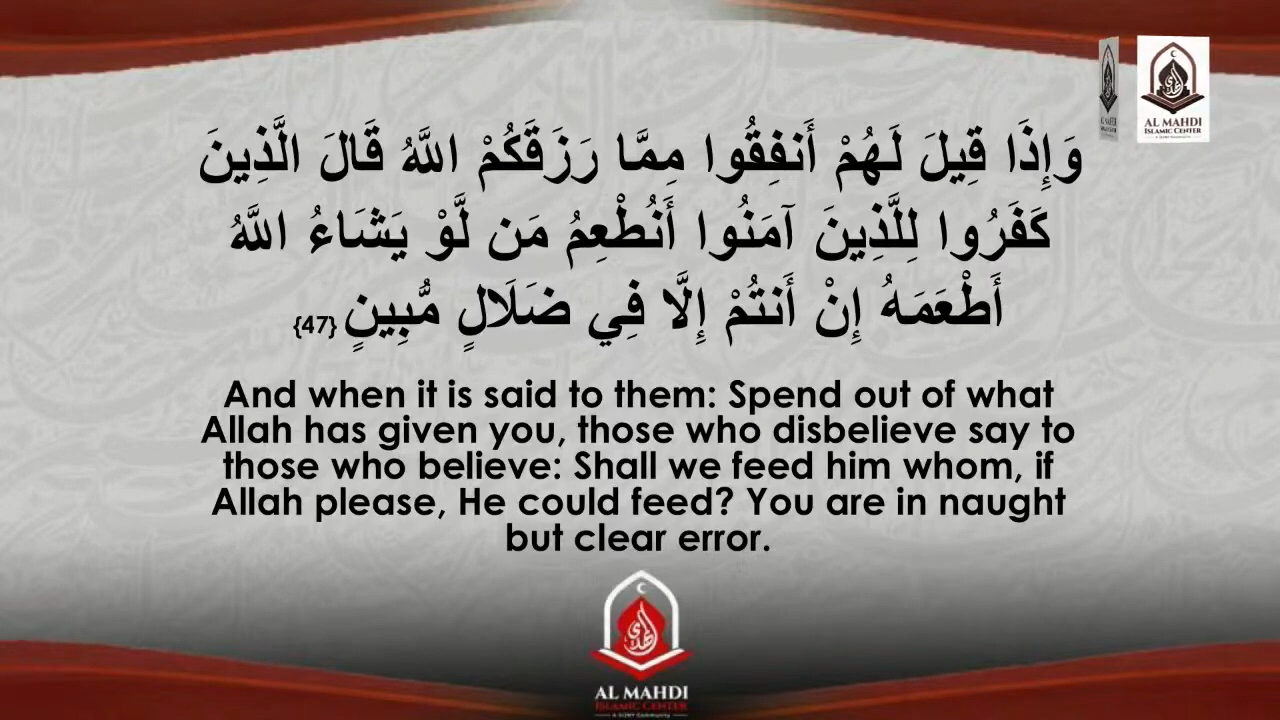 AL MAHDI
ISLAMIC CENTER
وَإِذَا قِيلَ لَهُمْ أَنفِقُوا مِمَّا رَزَقَكُمْ اللَّهُ قَالَ الَّذِينَ
كَفَرُوا لِلَّذِينَ آمَنُوا أَنُطْعِمُ مَن لَّوْ يَشَاءُ اللَّهُ
أَطْعَمَهُ إِنْ أَنتُمْ إِلَّا فِي ضَلَالٍ مُّبِينٍ {47}
And when it is said to them: Spend out of what
Allah has given you, those who disbelieve say to
those who believe: Shall we feed him whom, if
Allah please, He could feed? You are in naught
but clear error.
AL MAHDI
ISLAMIC CENTER